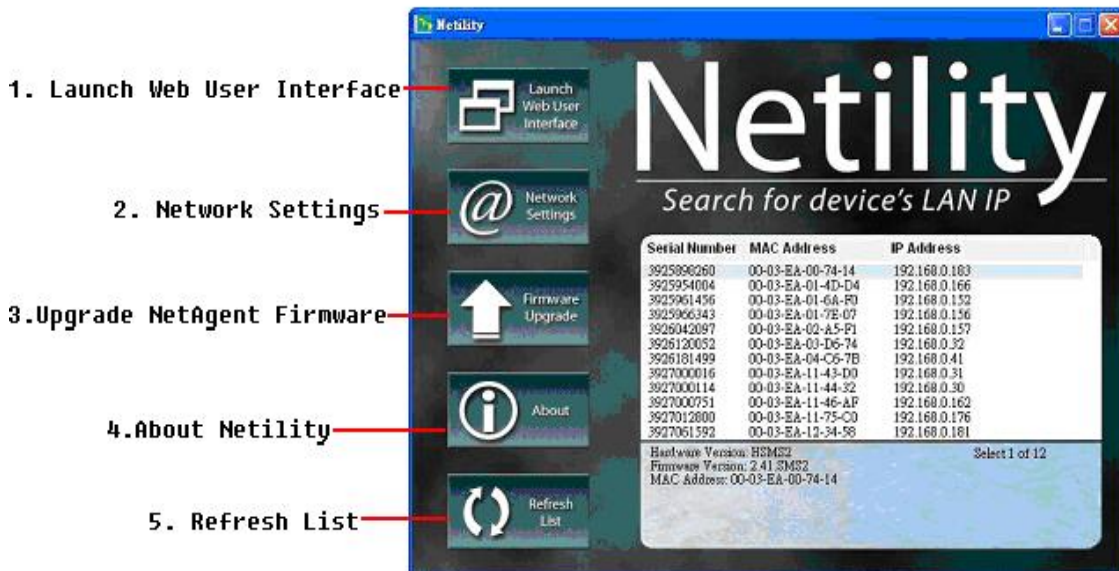 Netility
1. Launch Web User Interface
2. Network Settings
3.Upgrade NetAgent Firmware
4.About Netility
5. Refresh List
Launch
Web User
Interface
Network
Settings
Firmware
Upgrade
About
Refresh
List
Netility
Search for device's LAN IP
Serial Number MAC Address IP Address
3925898260 00-03-EA-00-74-14 192.168.0.183
3925954004 00-03-EA-01-4D-D4 192.168.0.166
3925961456 00-03-EA-01-6A-F0 192.168.0.152
3925966343 00-03-EA-01-7E-07 192.168.0.156
3926042097 00-03-EA-02-A5-F1 192.168.0.157
3926120052 00-03-EA-03-D6-74 192.168.0.32
3926181499 00-03-EA-04-C6-7B 192.168.0.41
3927000016 00-03-EA-11-43-D0 192.168.0.31
3927000114 00-03-EA-11-44-32 192.168.0.30
3927000751 00-03-EA-11-46-AF 192.168.0.162
3927012800 00-03-EA-11-75-C0 192.168.0.176
3927061592 00-03-EA-12-34-58 192.168.0.181
Hardware Version: HSMS2 Select 1 of 12
Firmware Version: 2.41.SMS2
MAC Address: 00-03-EA-00-74-14